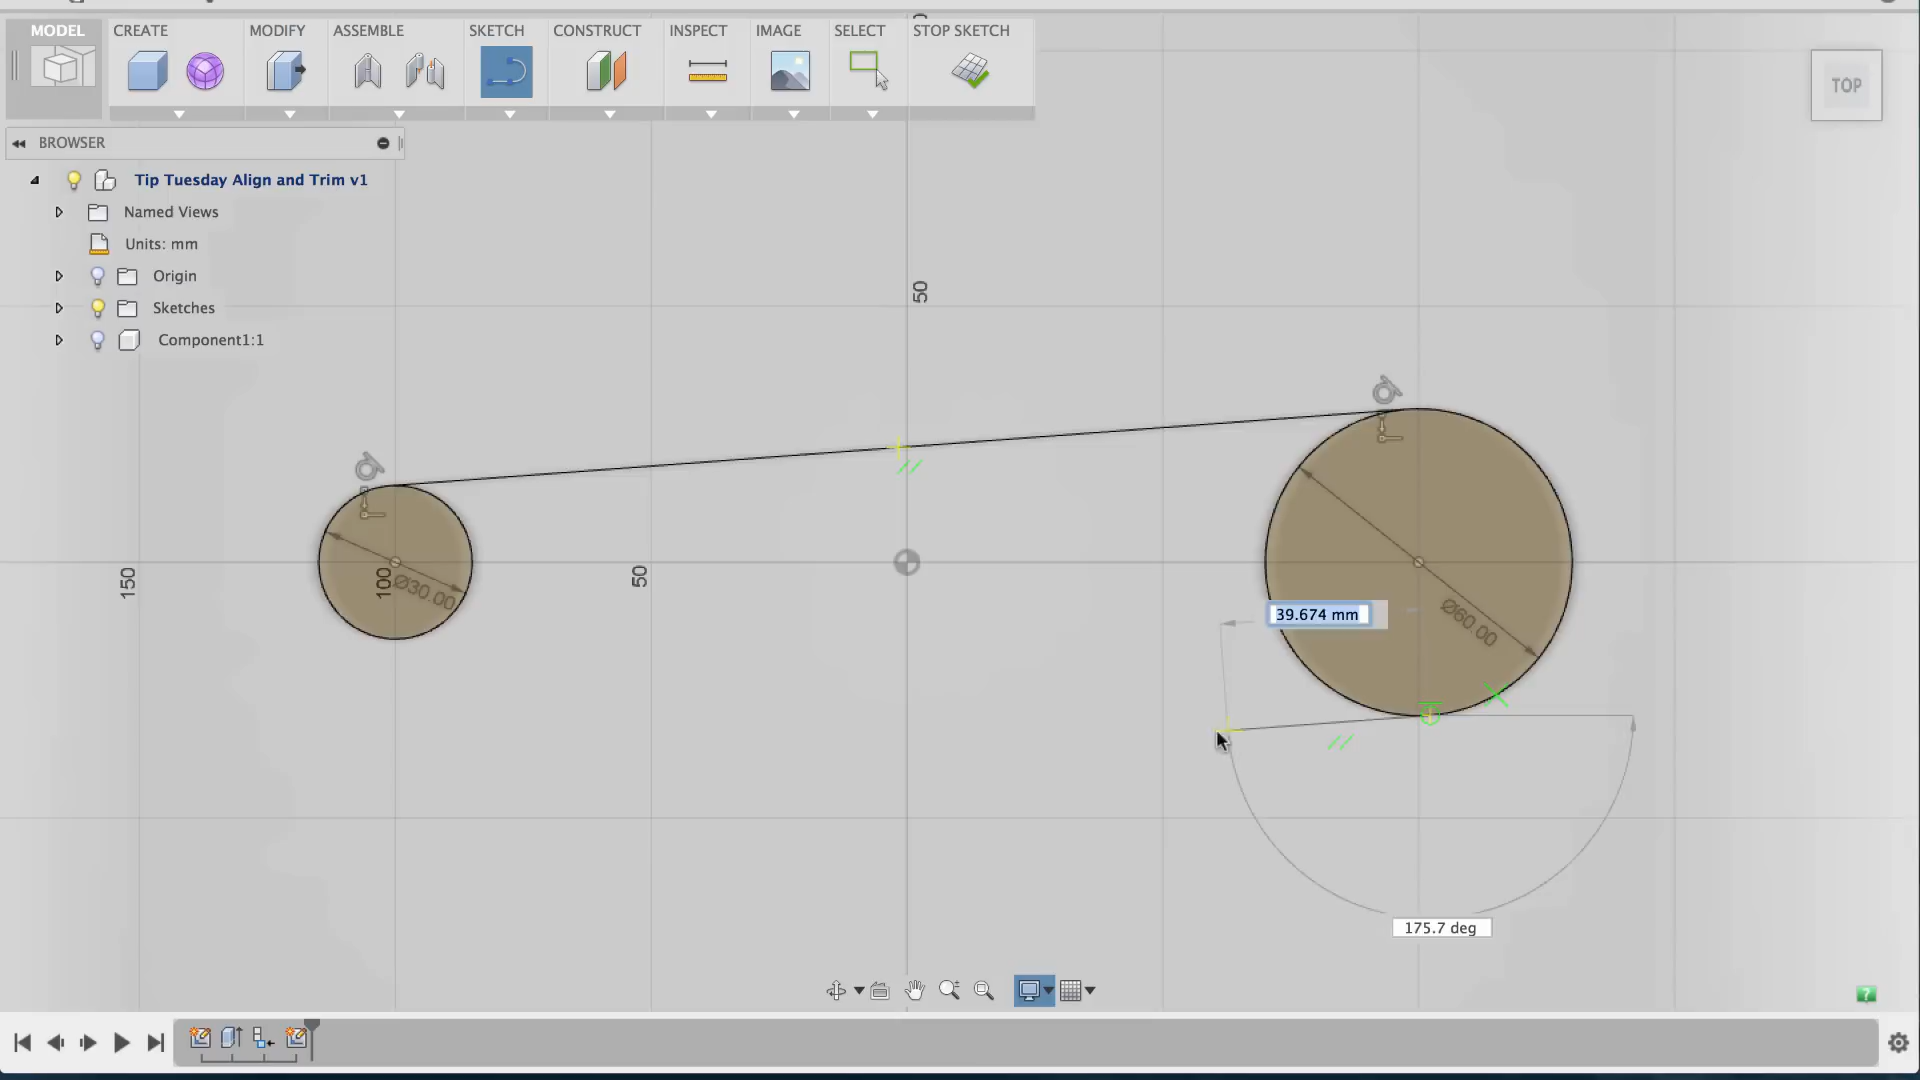 MODEL
CREATE
MODIFY
ASSEMBLE
SKETCH
CONSTRUCT
INSPECT
IMAGE
SELECT
STOP SKETCH
TOP
BROWSER
Tip Tuesday Align and Trim v1
Named Views
Units: mm
Origin
Sketches
Component1:1
50
150
100
50
Ø30.00
39.674 mm
Ø60.00
175.7 deg
?